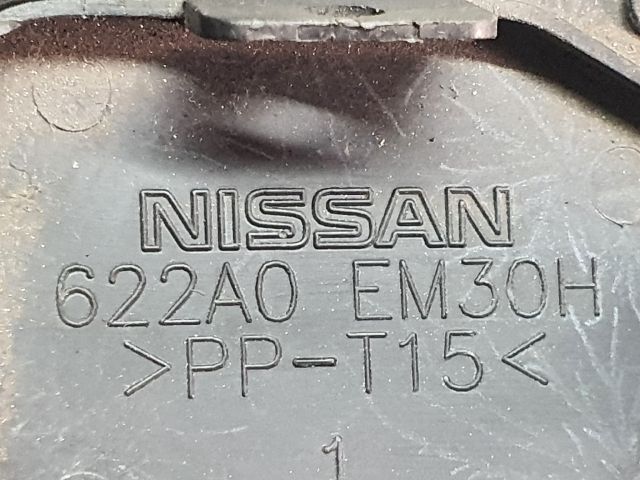 NISSAN
622A0 EM30H
>PP-T15<
1